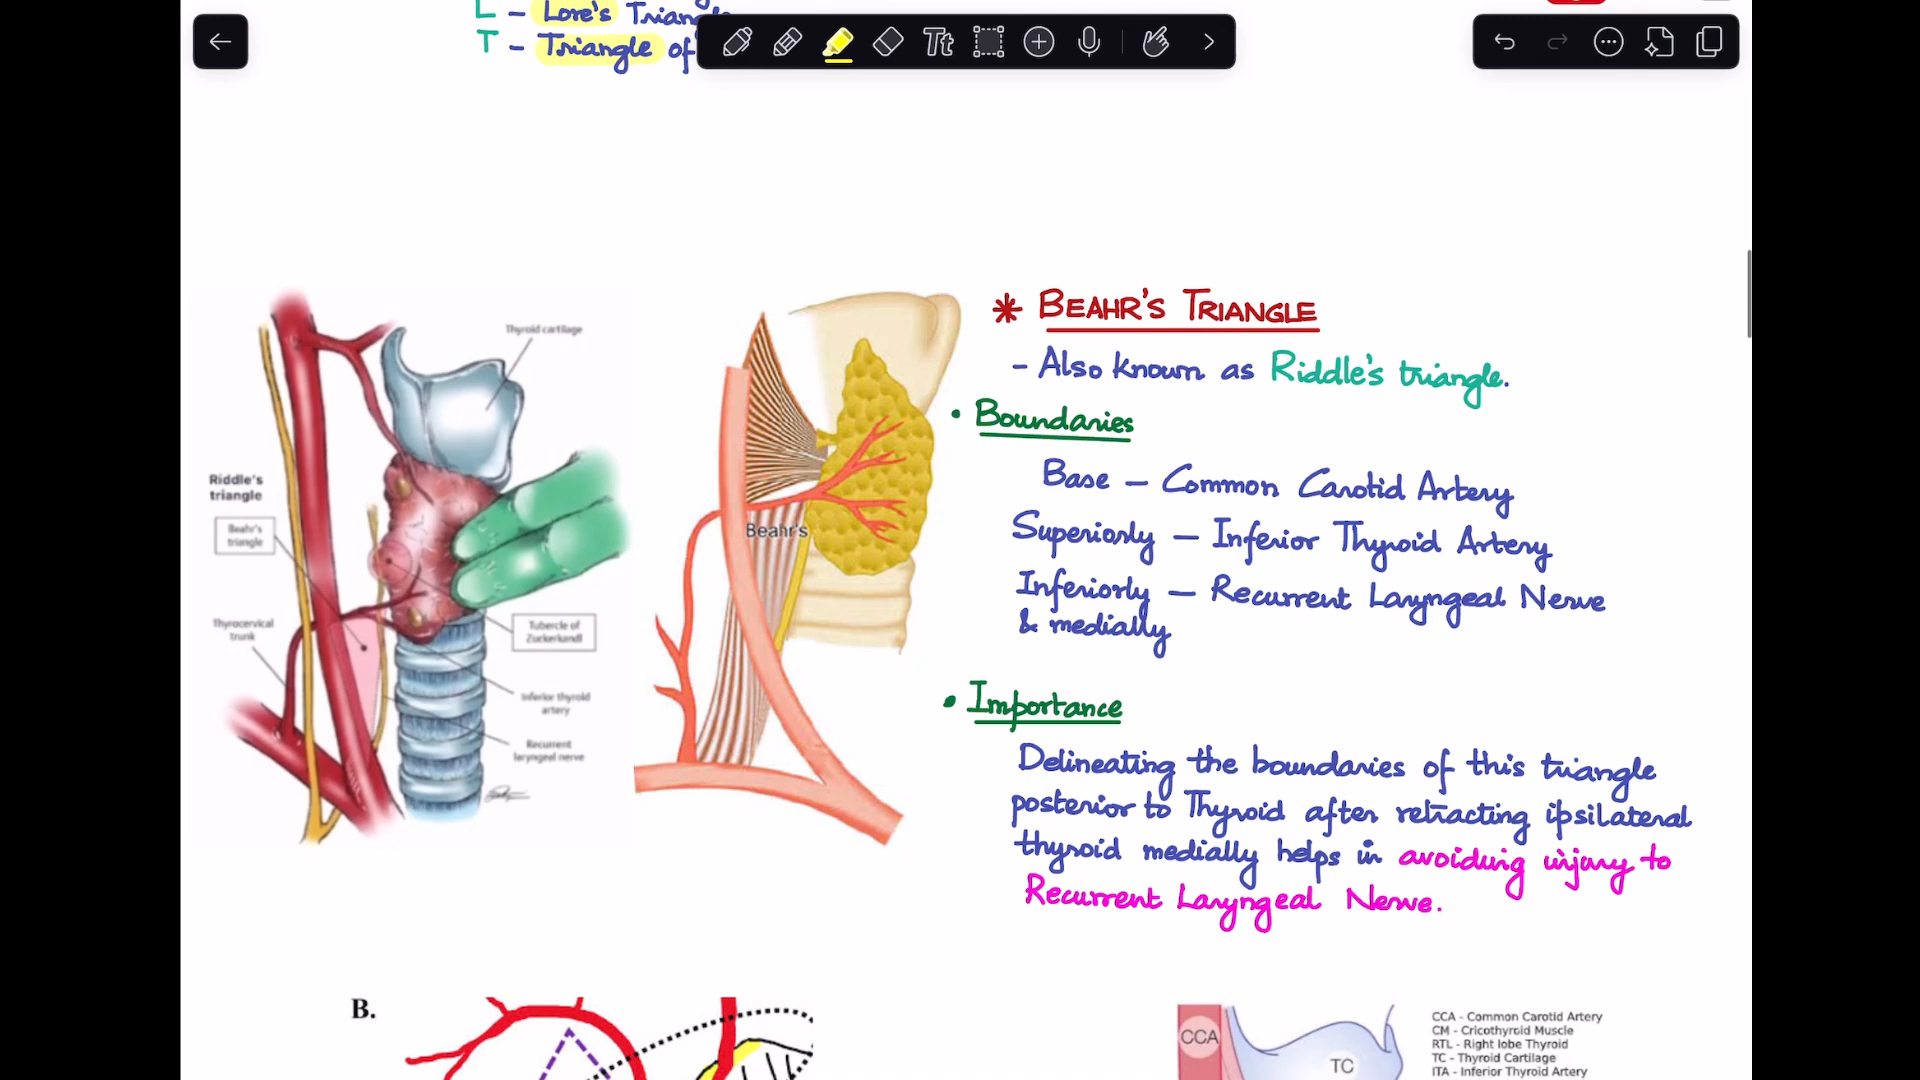 L - Lore's Triangle
T - Triangle of
Tt
Thyroid cartilage
Riddle's
triangle
Beahr's
triangle
Thyrocervical
trunk
Tubercle of
Zuckerkandl
Inferior thyroid
artery
Recurrent
laryngeal nerve
Beahr's
* BEAHR'S TRIANGLE
- Also known as Riddle's triangle.
• Boundaries
Base - Common Carotid Artery
Superiorly - Inferior Thyroid Artery
Inferiorly - Recurrent Laryngeal Nerve
& medially
• Importance
Delineating the boundaries of this triangle
posterior to Thyroid after retracting ipsilateral
thyroid medially helps in avoiding injury to
Recurrent Laryngeal Nerve.
B.
CCA
TC
CCA - Common Carotid Artery
CM - Cricothyroid Muscle
RTL - Right lobe Thyroid
TC - Thyroid Cartilage
ITA - Inferior Thyroid Artery